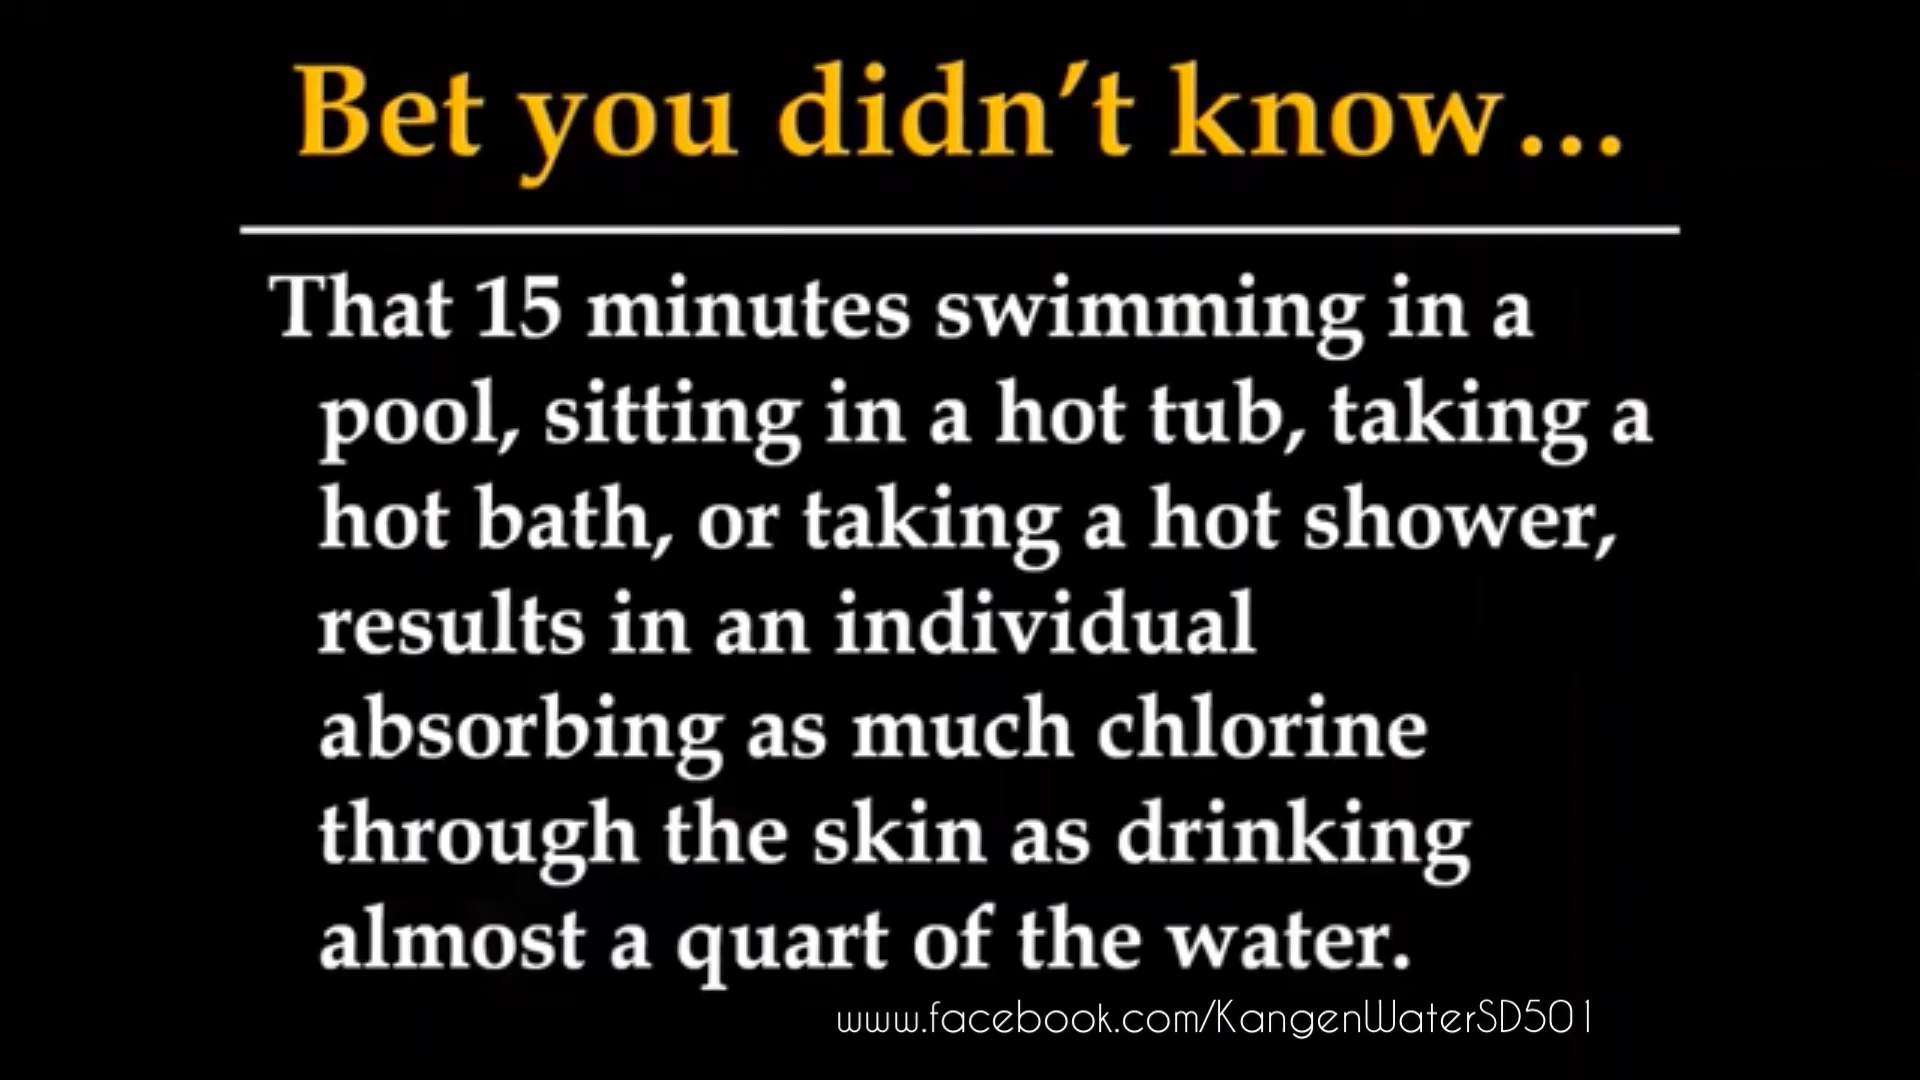 Bet you didn't know...
That 15 minutes swimming in a
pool, sitting in a hot tub, taking a
hot bath, or taking a hot shower,
results in an individual
absorbing as much chlorine
through the skin as drinking
almost a quart of the water.
www.facebook.com/KangenWaterSD501